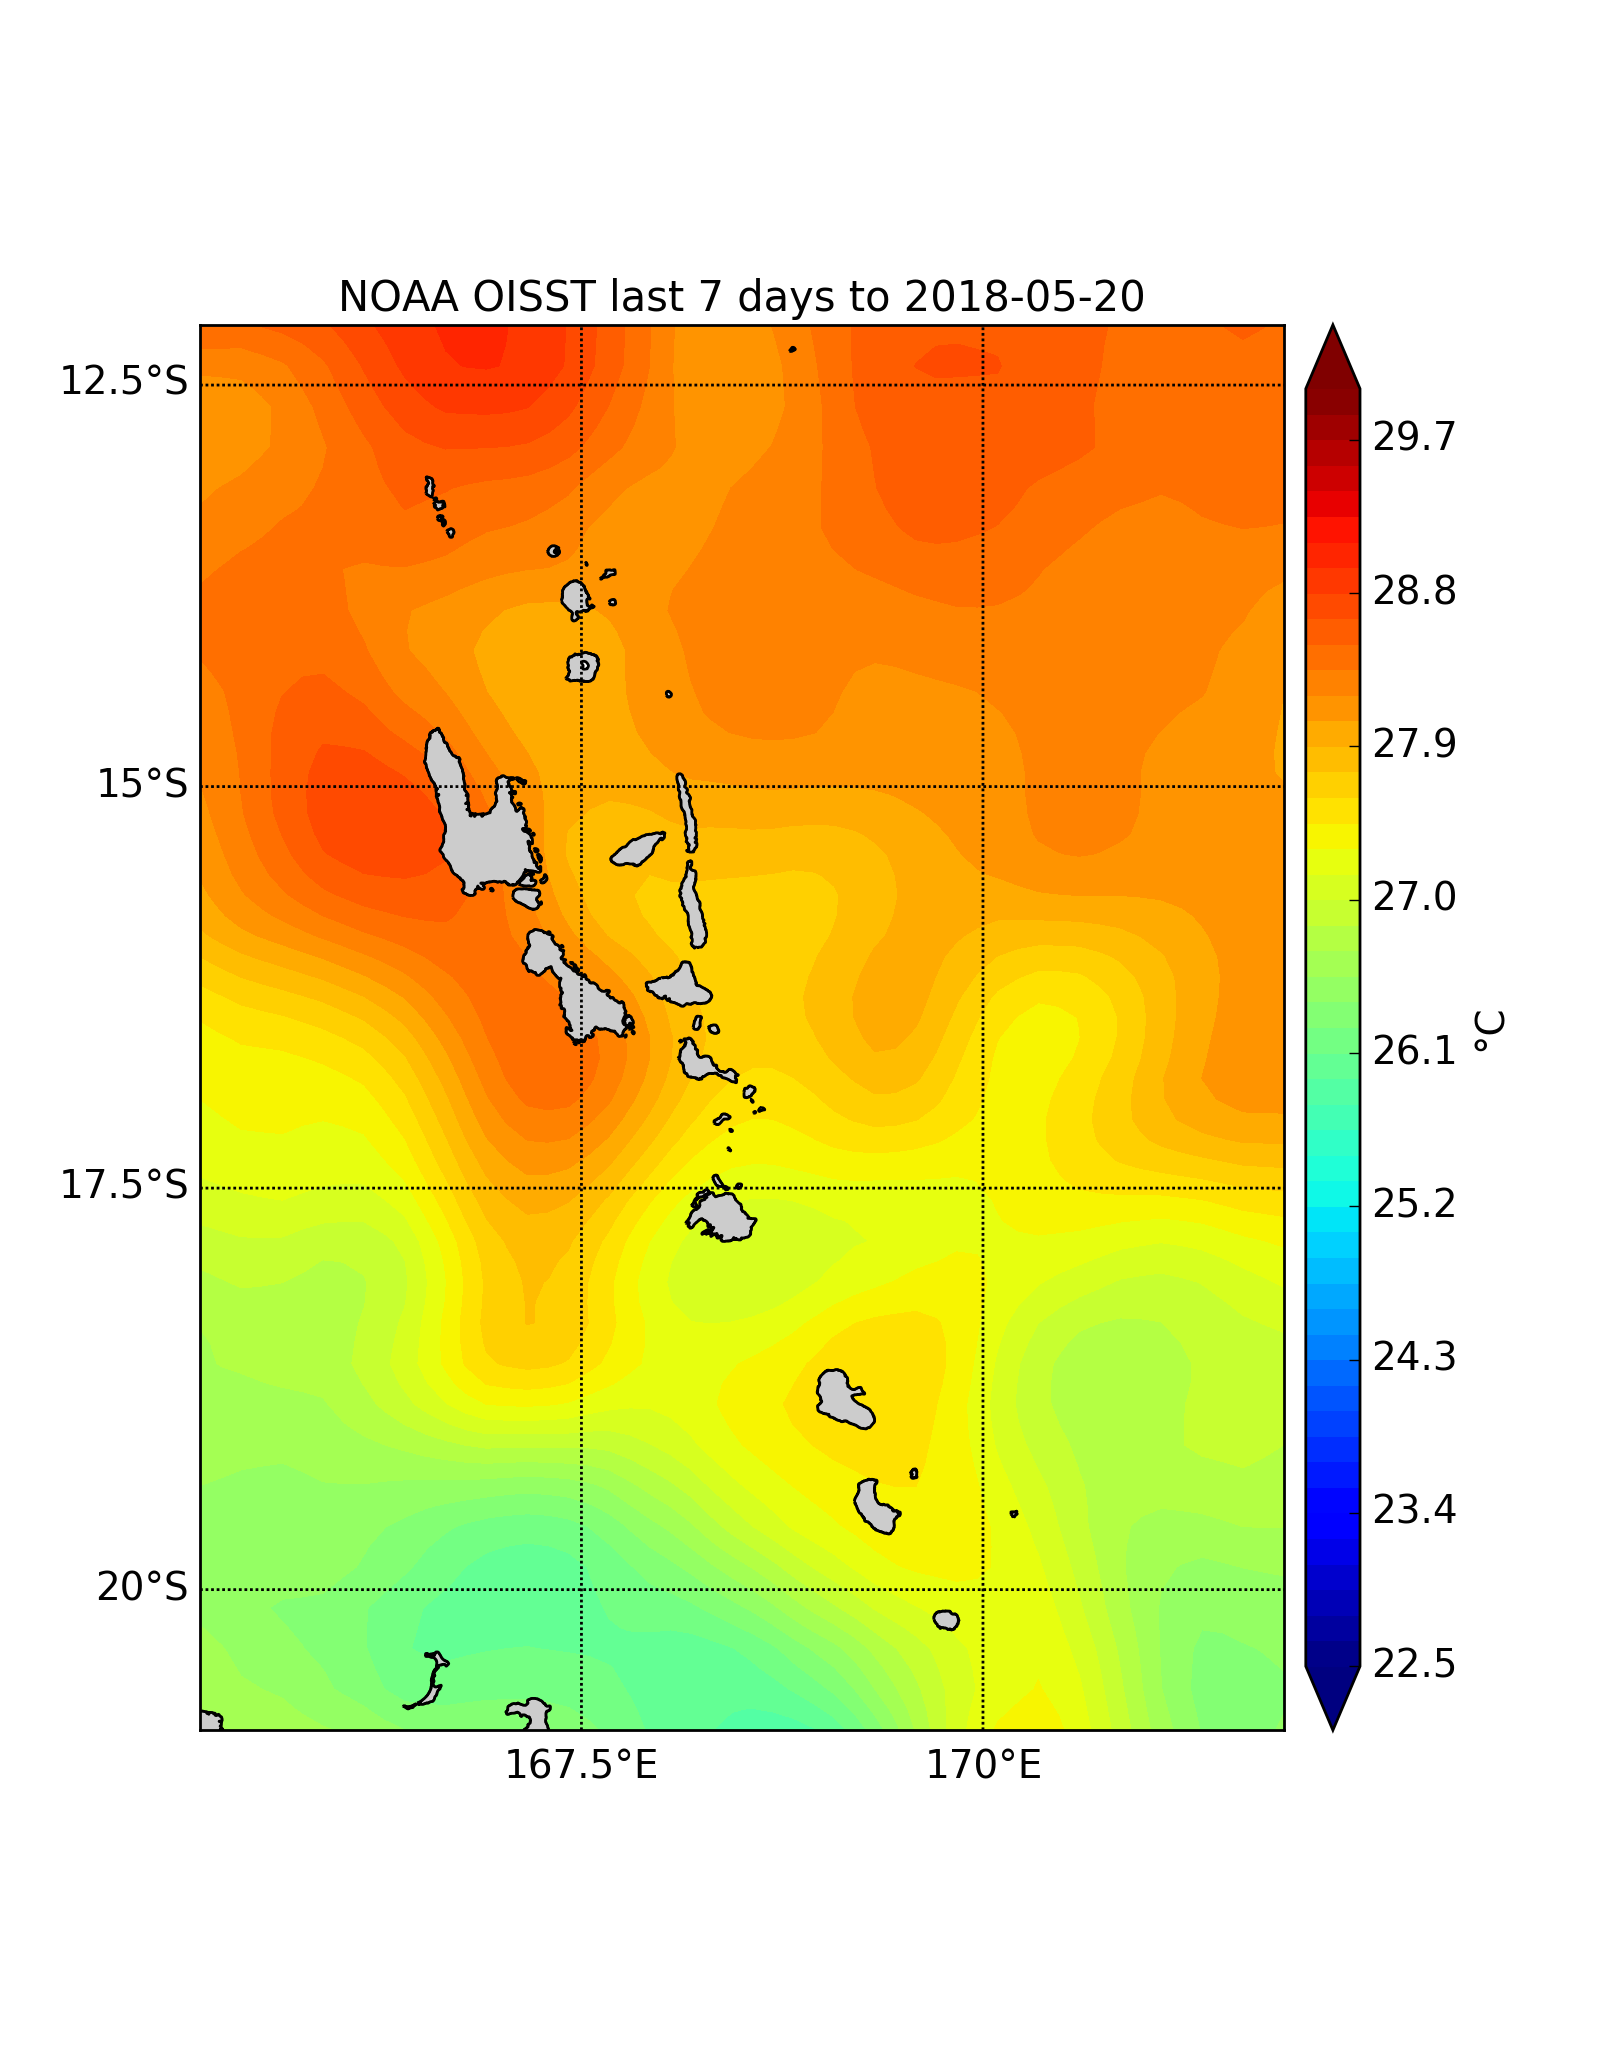 NOAA OISST last 7 days to 2018-05-20
12.5°S
15°S
17.5°S
20°S
167.5°E
170°E
29.7
28.8
27.9
27.0
26.1
25.2
24.3
23.4
22.5
°C